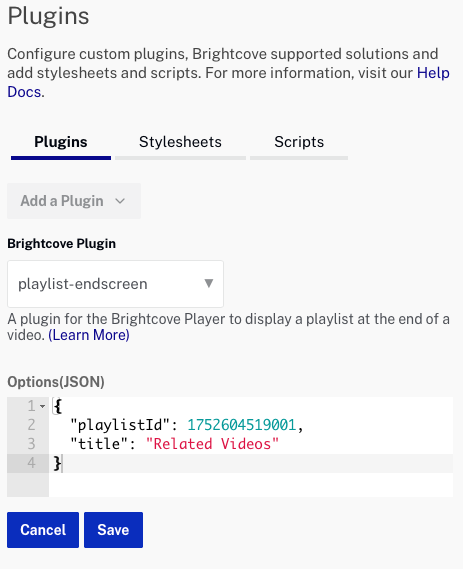 Plugins
Configure custom plugins, Brightcove supported solutions and
add stylesheets and scripts. For more information, visit our Help
Docs.
Plugins Stylesheets Scripts
Add a Plugin
Brightcove Plugin
playlist-endscreen
A plugin for the Brightcove Player to display a playlist at the end of a
video. (Learn More)
Options(JSON)
1 {
2 "playlistId": 1752604519001,
3 "title": "Related Videos"
4 }
Cancel Save